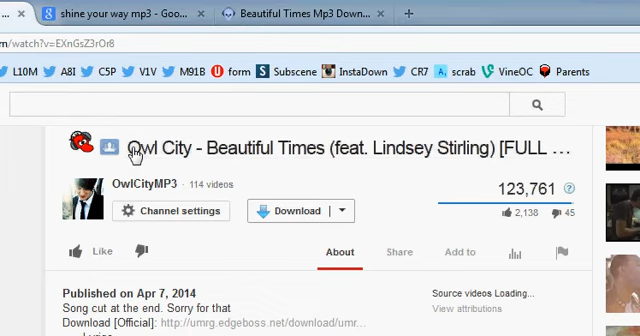 shine your way mp3 - Goo...
Beautiful Times Mp3 Down...
m/watch?v=EXnGsZ3rOr8
L10M A8I C5P V1V M91B form Subscene InstaDown CR7 scrab VineOC Parents
Owl City - Beautiful Times (feat. Lindsey Stirling) [FULL ...
OwlCityMP3 · 114 videos
Channel settings
Download
123,761
2,138 45
Like
About Share Add to
Published on Apr 7, 2014
Song cut at the end. Sorry for that
Download [Official]: http://umrg.edgeboss.net/download/umr...
Source videos Loading...
View attributions